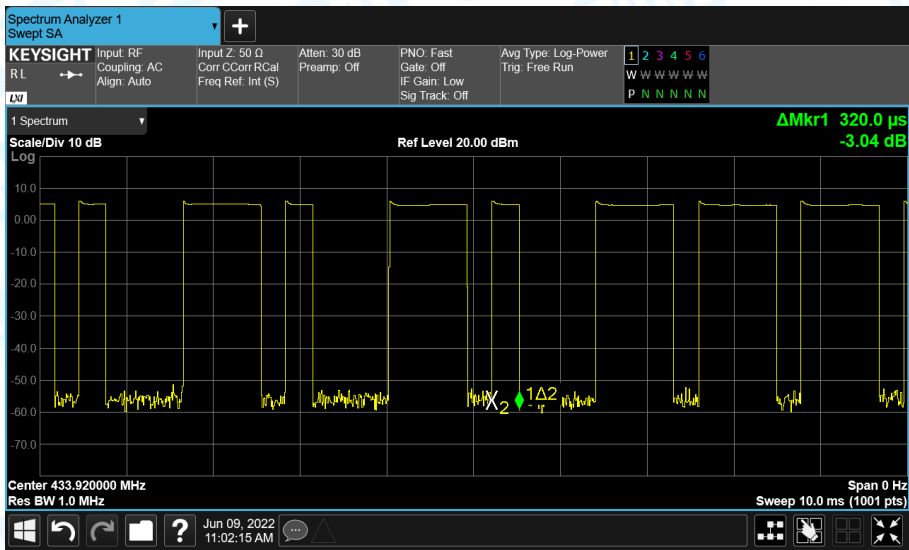 Spectrum Analyzer 1
Swept SA
+
KEYSIGHT
RL
LXI
Input: RF
Coupling: AC
Align: Auto
Input Z: 50 Ω
Corr CCorr RCal
Freq Ref: Int (S)
Atten: 30 dB
Preamp: Off
PNO: Fast
Gate: Off
IF Gain: Low
Sig Track: Off
Avg Type: Log-Power
Trig: Free Run
1 2 3 4 5 6
W W W W W W
P N N N N N
1 Spectrum
ΔMkr1 320.0 µs
-3.04 dB
Scale/Div 10 dB
Ref Level 20.00 dBm
Log
10.0
0.00
-10.0
-20.0
-30.0
-40.0
-50.0
-60.0
-70.0
X2
1Δ2
Center 433.920000 MHz
Span 0 Hz
Res BW 1.0 MHz
Sweep 10.0 ms (1001 pts)
?
Jun 09, 2022
11:02:15 AM